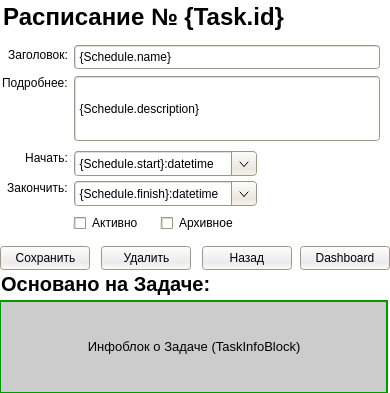 Расписание № {Task.id}
Заголовок: {Schedule.name}
Подробнее: {Schedule.description}
Начать: {Schedule.start}:datetime
Закончить: {Schedule.finish}:datetime
Активно Архивное
Сохранить Удалить Назад Dashboard
Основано на Задаче:
Инфоблок о Задаче (TaskInfoBlock)